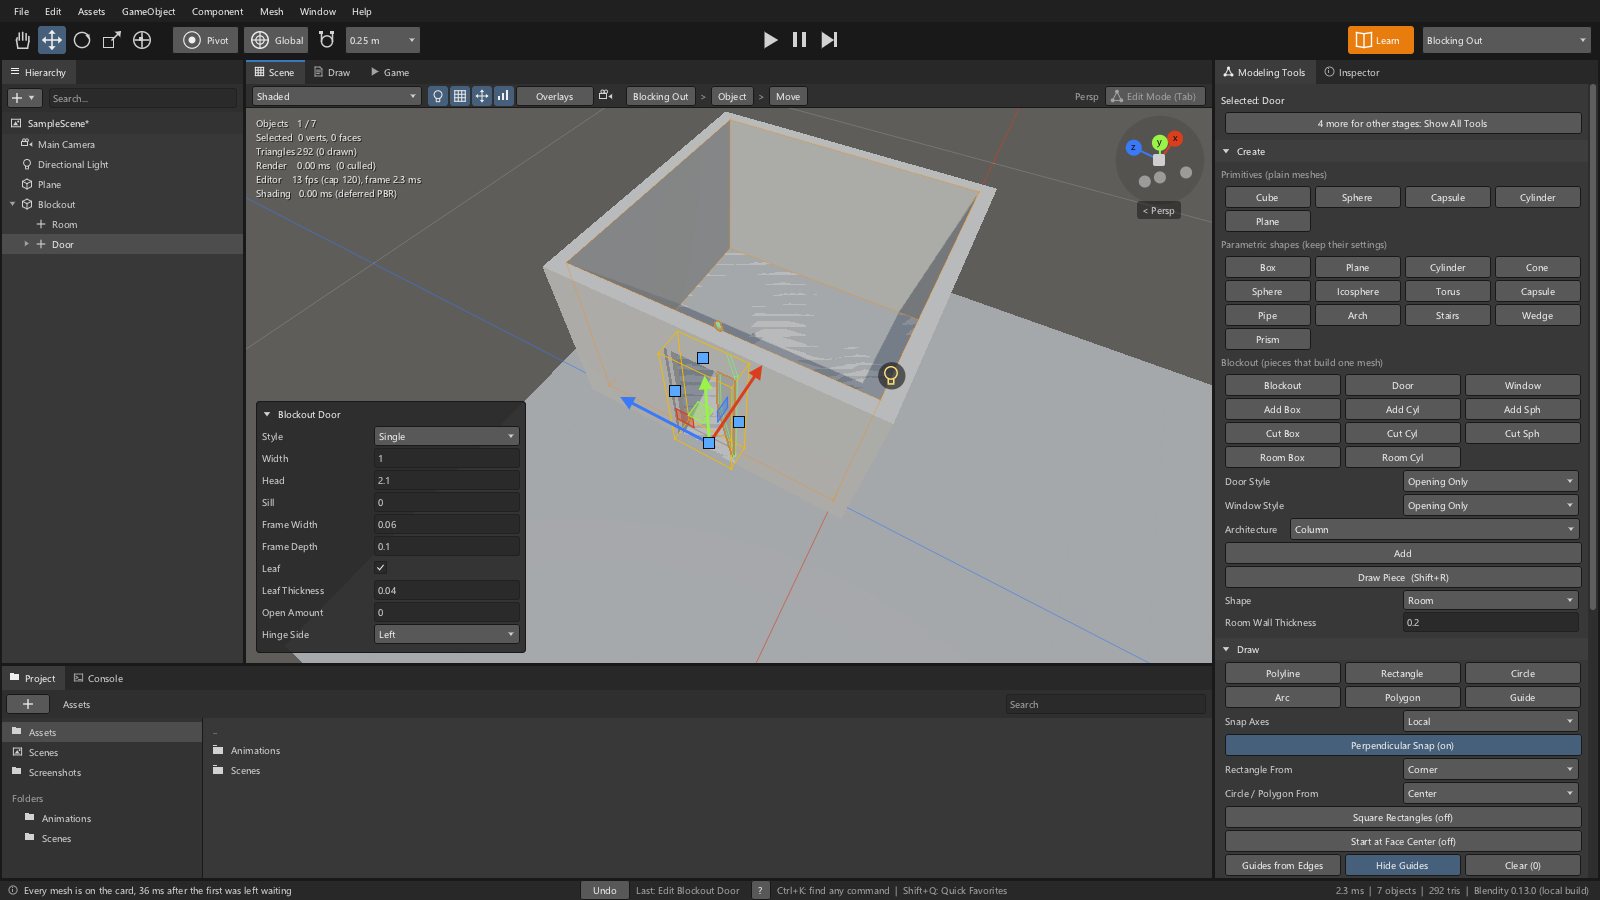 File Edit Assets GameObject Component Mesh Window Help
Pivot Global 0.25 m Learn Blocking Out
Hierarchy
Search...
SampleScene*
Main Camera
Directional Light
Plane
Blockout
Room
Door
Scene Draw Game
Shaded Overlays Blocking Out > Object > Move Persp Edit Mode (Tab)
Objects 1 / 7
Selected 0 verts, 0 faces
Triangles 292 (0 drawn)
Render 0.00 ms (0 culled)
Editor 13 fps (cap 120), frame 2.3 ms
Shading 0.00 ms (deferred PBR)
z y x
< Persp
Blockout Door
Style Single
Width 1
Head 2.1
Sill 0
Frame Width 0.06
Frame Depth 0.1
Leaf
Leaf Thickness 0.04
Open Amount 0
Hinge Side Left
Modeling Tools Inspector
Selected: Door
4 more for other stages: Show All Tools
Create
Primitives (plain meshes)
Cube Sphere Capsule Cylinder
Plane
Parametric shapes (keep their settings)
Box Plane Cylinder Cone
Sphere Icosphere Torus Capsule
Pipe Arch Stairs Wedge
Prism
Blockout (pieces that build one mesh)
Blockout Door Window
Add Box Add Cyl Add Sph
Cut Box Cut Cyl Cut Sph
Room Box Room Cyl
Door Style Opening Only
Window Style Opening Only
Architecture Column
Add
Draw Piece (Shift+R)
Shape Room
Room Wall Thickness 0.2
Draw
Polyline Rectangle Circle
Arc Polygon Guide
Snap Axes Local
Perpendicular Snap (on)
Rectangle From Corner
Circle / Polygon From Center
Square Rectangles (off)
Start at Face Center (off)
Guides from Edges Hide Guides Clear (0)
Project Console
Assets Search
Assets
Scenes
Screenshots
Folders
Animations
Scenes
..
Animations
Scenes
Every mesh is on the card, 36 ms after the first was left waiting Undo Last: Edit Blockout Door ? Ctrl+K: find any command | Shift+Q: Quick Favorites 2.3 ms | 7 objects | 292 tris | Blendity 0.13.0 (local build)